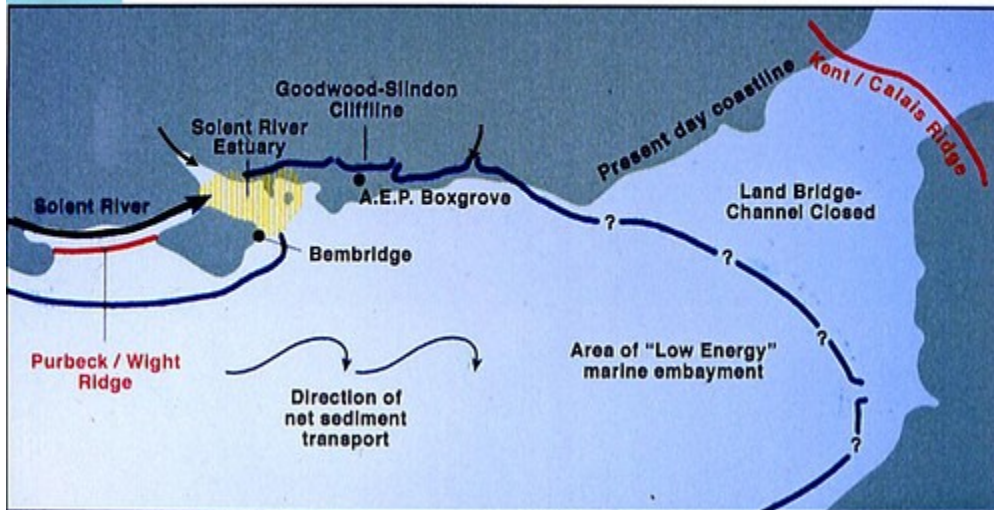 Kent / Calais Ridge
Goodwood-Slindon
Cliffline
Solent River
Estuary
Present day coastline
Solent River
A.E.P. Boxgrove
Land Bridge-
Channel Closed
?
Bembridge
?
Purbeck / Wight
Ridge
?
Area of “Low Energy”
marine embayment
Direction of
net sediment
transport
?